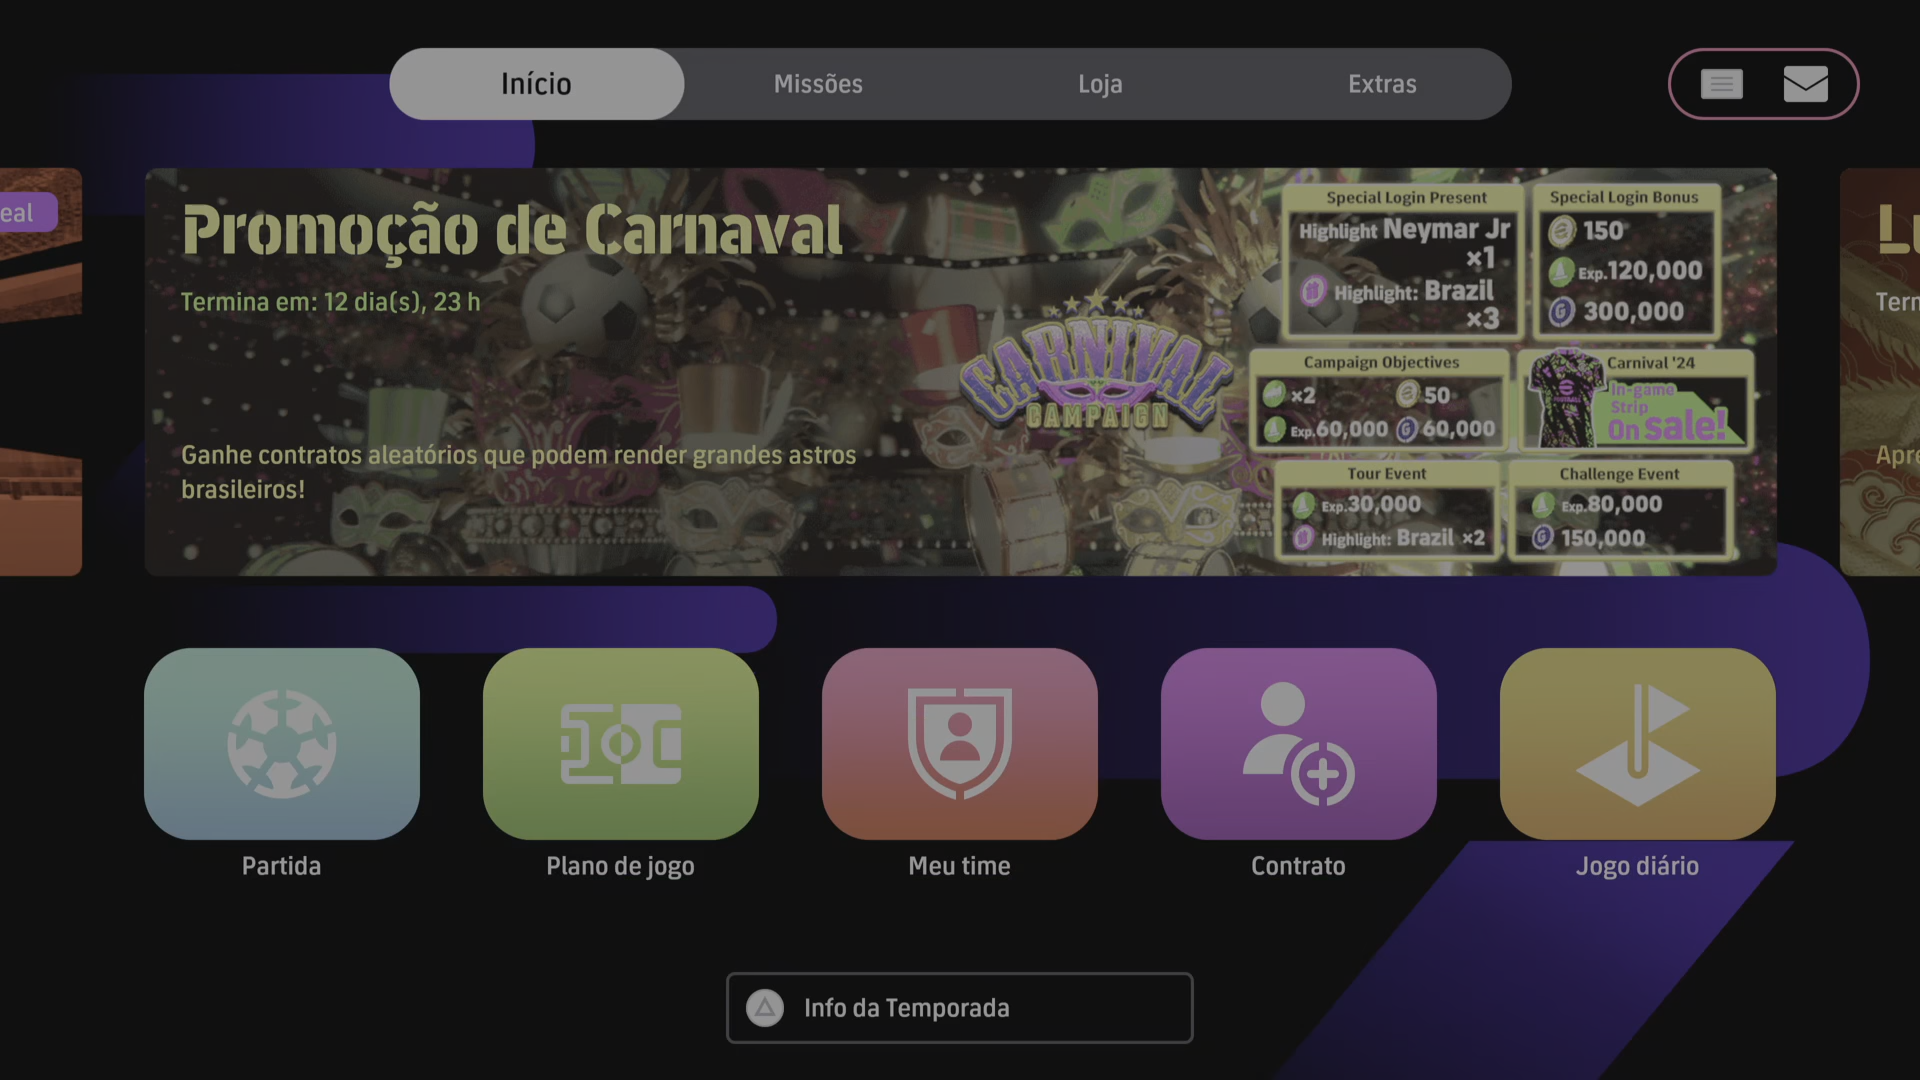 Início
Missões
Loja
Extras
eal
Promoção de Carnaval
Termina em: 12 dia(s), 23 h
Ganhe contratos aleatórios que podem render grandes astros
brasileiros!
CARNIVAL
CAMPAIGN
Special Login Present
Highlight Neymar Jr
×1
Highlight: Brazil
×3
Special Login Bonus
150
Exp.120,000
G 300,000
Campaign Objectives
×2 50
Exp.60,000 G 60,000
Carnival '24
In-game
Strip
On sale!
Tour Event
Exp.30,000
Highlight: Brazil ×2
Challenge Event
Exp.80,000
G 150,000
Term
Apre
Partida
Plano de jogo
Meu time
Contrato
Jogo diário
Info da Temporada